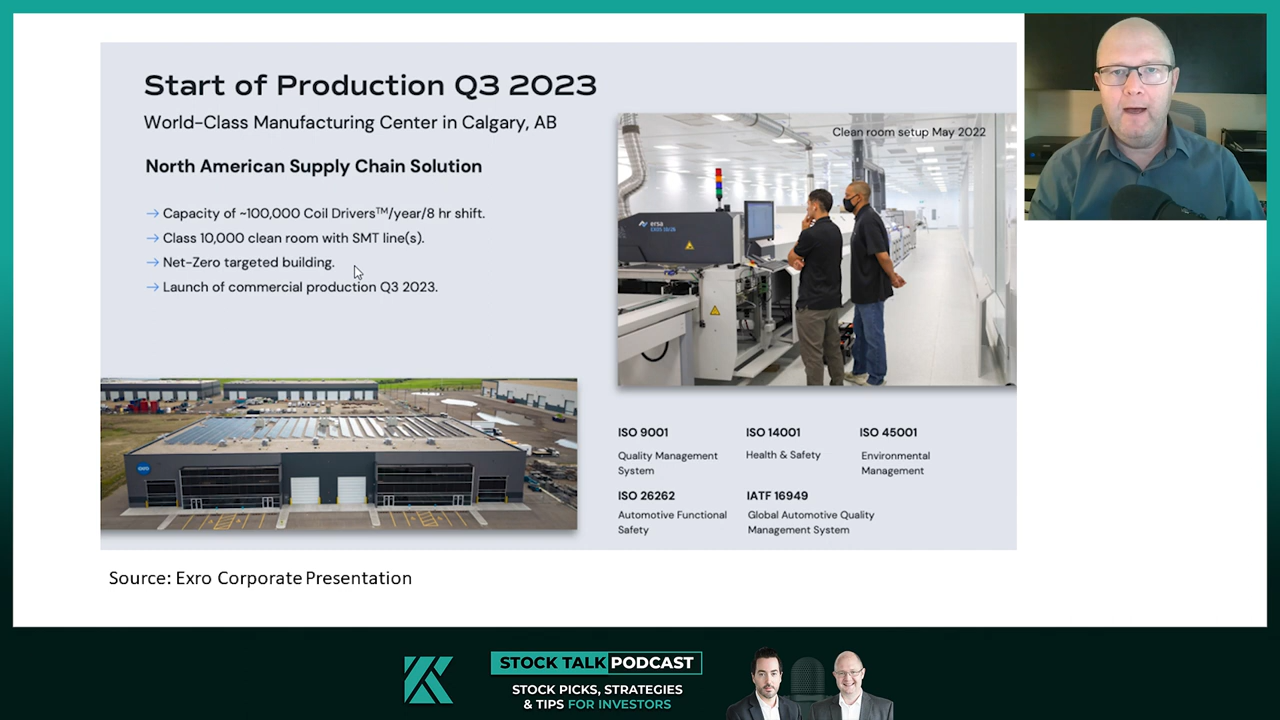 Start of Production Q3 2023
World-Class Manufacturing Center in Calgary, AB
North American Supply Chain Solution
→ Capacity of ~100,000 Coil Drivers™/year/8 hr shift.
→ Class 10,000 clean room with SMT line(s).
→ Net-Zero targeted building.
→ Launch of commercial production Q3 2023.
Clean room setup May 2022
ersa
exro
ISO 9001
Quality Management
System
ISO 14001
Health & Safety
ISO 45001
Environmental
Management
ISO 26262
Automotive Functional
Safety
IATF 16949
Global Automotive Quality
Management System
Source: Exro Corporate Presentation
STOCK TALK PODCAST
STOCK PICKS, STRATEGIES
& TIPS FOR INVESTORS